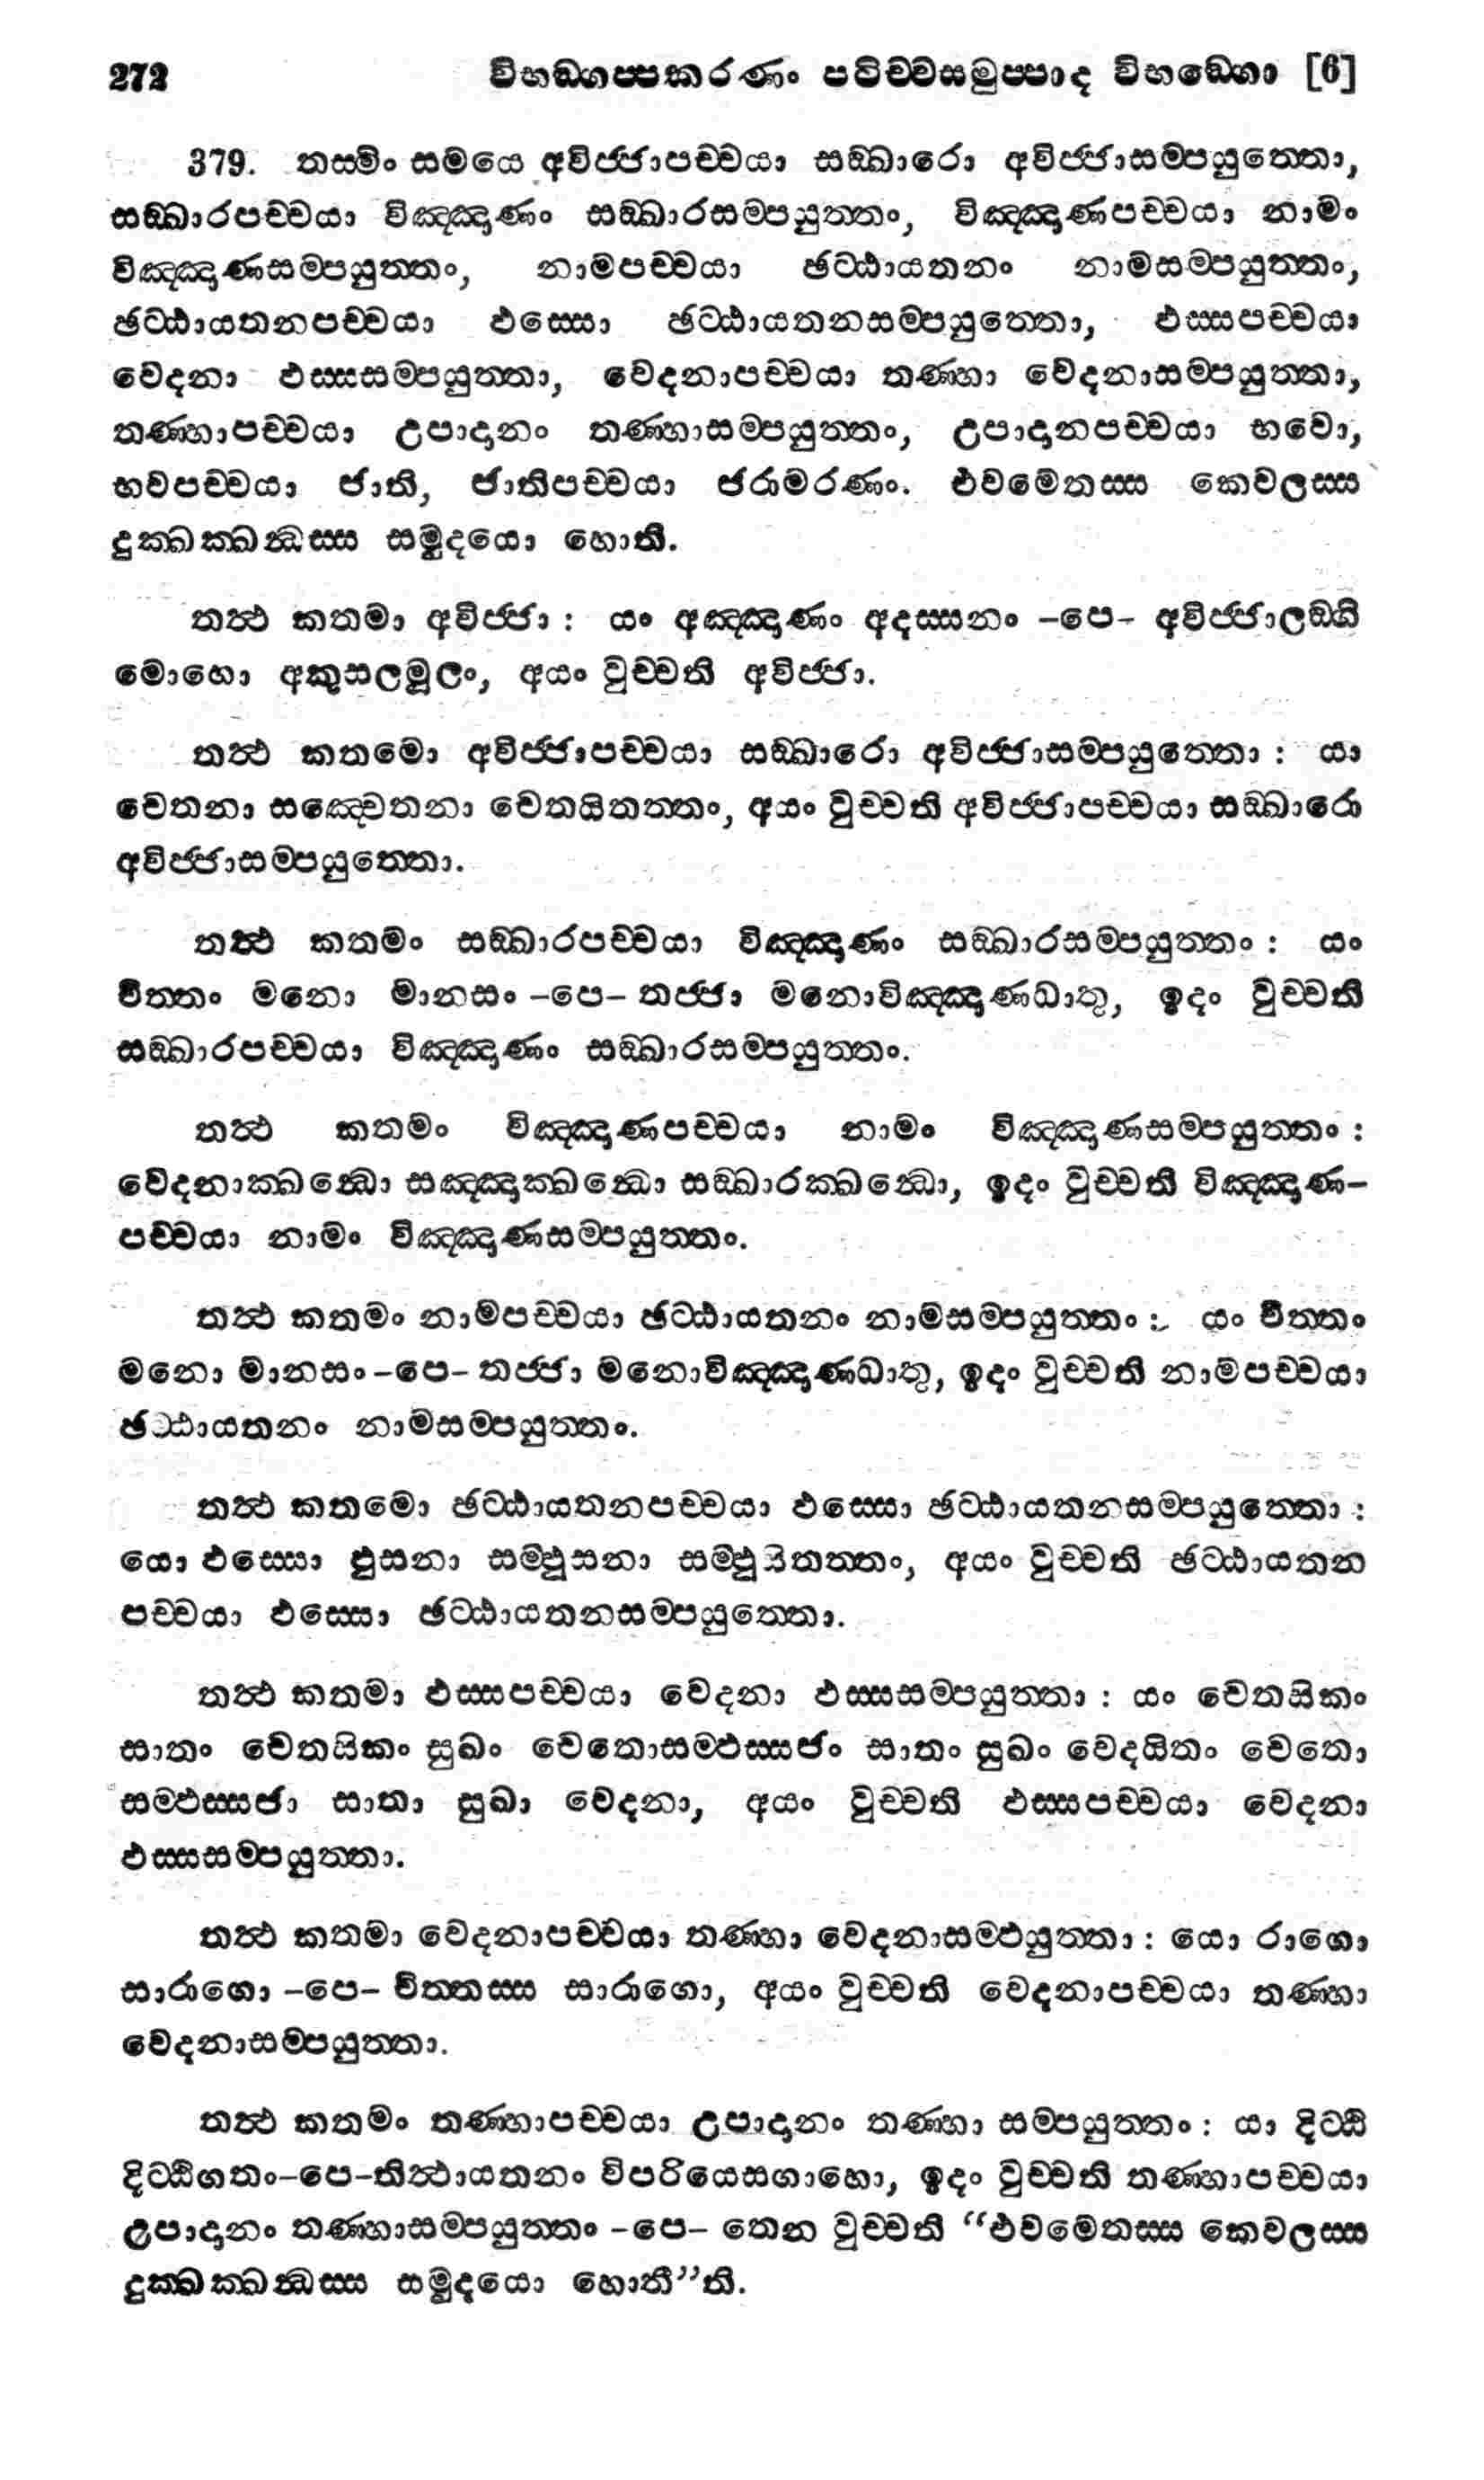 272 විභඞ්ගප්පකරණං පටිච්චසමුප්පාද විභඞ්ගො [6]
379. තස්මිං සමයෙ අවිජ්ජාපච්චයා සඞ්ඛාරො අවිජ්ජාසම්පයුත්තො,
සඞ්ඛාරපච්චයා විඤ්ඤාණං සඞ්ඛාරසම්පයුත්තං, විඤ්ඤාණපච්චයා නාමං
විඤ්ඤාණසම්පයුත්තං, නාමපච්චයා ඡට්ඨායතනං නාමසම්පයුත්තං,
ඡට්ඨායතනපච්චයා ඵස්සො ඡට්ඨායතනසම්පයුත්තො, ඵස්සපච්චයා
වෙදනා ඵස්සසම්පයුත්තා, වෙදනාපච්චයා තණ්හා වෙදනාසම්පයුත්තා,
තණ්හාපච්චයා උපාදානං තණ්හාසම්පයුත්තං, උපාදානපච්චයා භවො,
භවපච්චයා ජාති, ජාතිපච්චයා ජරාමරණං. එවමෙතස්ස කෙවලස්ස
දුක්ඛක්ඛන්ධස්ස සමුදයො හොති.
තත්ථ කතමා අවිජ්ජා : යං අඤ්ඤාණං අදස්සනං -පෙ- අවිජ්ජාලඞ්ගී
මොහො අකුසලමූලං, අයං වුච්චති අවිජ්ජා.
තත්ථ කතමො අවිජ්ජාපච්චයා සඞ්ඛාරො අවිජ්ජාසම්පයුත්තො : යා
චෙතනා සඤ්චෙතනා චෙතයිතත්තං, අයං වුච්චති අවිජ්ජාපච්චයා සඞ්ඛාරො
අවිජ්ජාසම්පයුත්තො.
තත්ථ කතමං සඞ්ඛාරපච්චයා විඤ්ඤාණං සඞ්ඛාරසම්පයුත්තං : යං
චිත්තං මනො මානසං -පෙ- තජ්ජා මනොවිඤ්ඤාණධාතු, ඉදං වුච්චති
සඞ්ඛාරපච්චයා විඤ්ඤාණං සඞ්ඛාරසම්පයුත්තං.
තත්ථ කතමං විඤ්ඤාණපච්චයා නාමං විඤ්ඤාණසම්පයුත්තං :
වෙදනාක්ඛන්ධො සඤ්ඤාක්ඛන්ධො සඞ්ඛාරක්ඛන්ධො, ඉදං වුච්චති විඤ්ඤාණ-
පච්චයා නාමං විඤ්ඤාණසම්පයුත්තං.
තත්ථ කතමං නාමපච්චයා ඡට්ඨායතනං නාමසම්පයුත්තං : යං චිත්තං
මනො මානසං -පෙ- තජ්ජා මනොවිඤ්ඤාණධාතු, ඉදං වුච්චති නාමපච්චයා
ඡට්ඨායතනං නාමසම්පයුත්තං.
තත්ථ කතමො ඡට්ඨායතනපච්චයා ඵස්සො ඡට්ඨායතනසම්පයුත්තො :
යො ඵස්සො ඵුසනා සම්ඵුසනා සම්ඵුසිතත්තං, අයං වුච්චති ඡට්ඨායතන
පච්චයා ඵස්සො ඡට්ඨායතනසම්පයුත්තො.
තත්ථ කතමා ඵස්සපච්චයා වෙදනා ඵස්සසම්පයුත්තා : යං චෙතසිකං
සාතං චෙතසිකං සුඛං චෙතොසම්ඵස්සජං සාතං සුඛං වෙදයිතං චෙතො
සම්ඵස්සජා සාතා සුඛා වෙදනා, අයං වුච්චති ඵස්සපච්චයා වෙදනා
ඵස්සසම්පයුත්තා.
තත්ථ කතමා වෙදනාපච්චයා තණ්හා වෙදනාසම්ඵයුත්තා : යො රාගො
සාරාගො -පෙ- චිත්තස්ස සාරාගො, අයං වුච්චති වෙදනාපච්චයා තණ්හා
වෙදනාසම්පයුත්තා.
තත්ථ කතමං තණ්හාපච්චයා උපාදානං තණ්හා සම්පයුත්තං : යා දිට්ඨි
දිට්ඨිගතං-පෙ-තිත්ථායතනං විපරියෙසගාහො, ඉදං වුච්චති තණ්හාපච්චයා
උපාදානං තණ්හාසම්පයුත්තං -පෙ- තෙන වුච්චති “එවමෙතස්ස කෙවලස්ස
දුක්ඛක්ඛන්ධස්ස සමුදයො හොතී”ති.